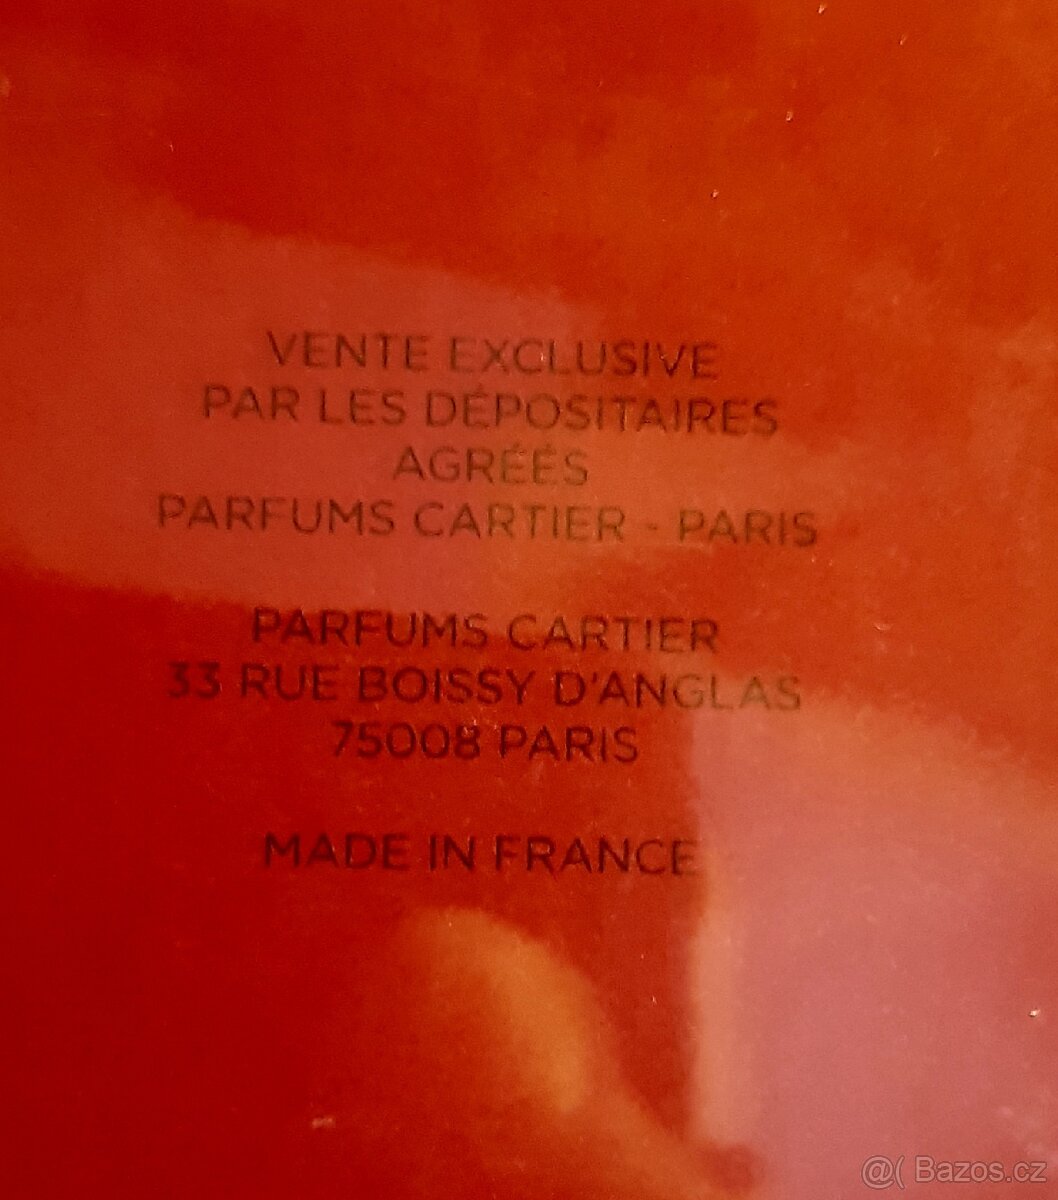 VENTE EXCLUSIVE
PAR LES DÉPOSITAIRES
AGRÉÉS
PARFUMS CARTIER - PARIS
PARFUMS CARTIER
33 RUE BOISSY D'ANGLAS
75008 PARIS
MADE IN FRANCE
@( Bazos.cz